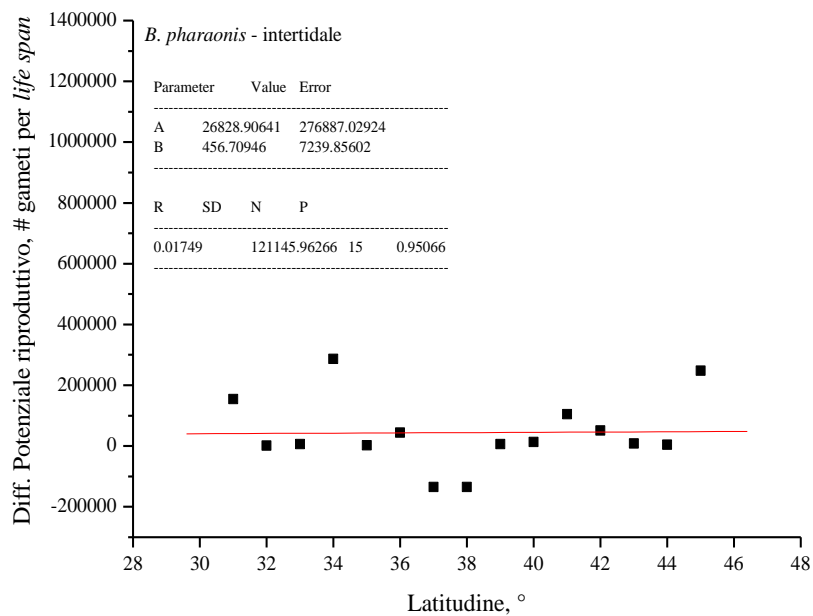 1400000
1200000
1000000
800000
600000
400000
200000
0
-200000
Diff. Potenziale riproduttivo, # gameti per life span
B. pharaonis - intertidale
Parameter Value Error
------------------------------------------------------------
A 26828.90641 276887.02924
B 456.70946 7239.85602
------------------------------------------------------------
R SD N P
------------------------------------------------------------
0.01749 121145.96266 15 0.95066
------------------------------------------------------------
28 30 32 34 36 38 40 42 44 46 48
Latitudine, °